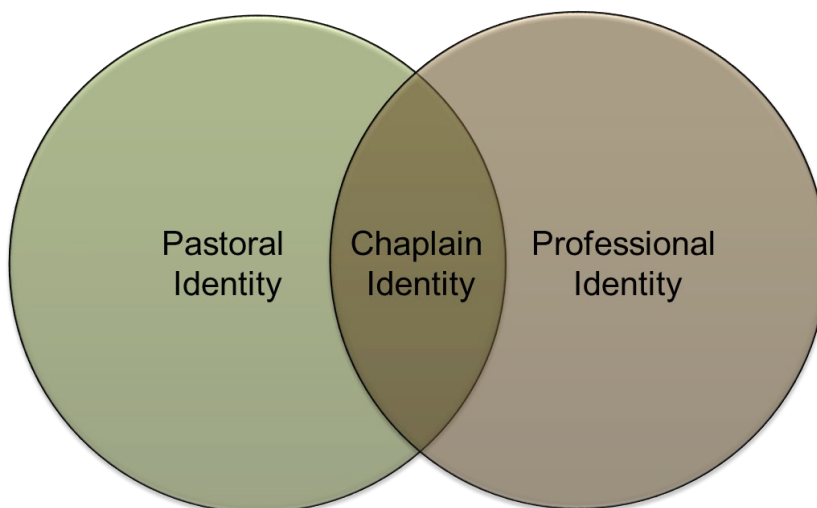 Pastoral
Identity
Chaplain
Identity
Professional
Identity